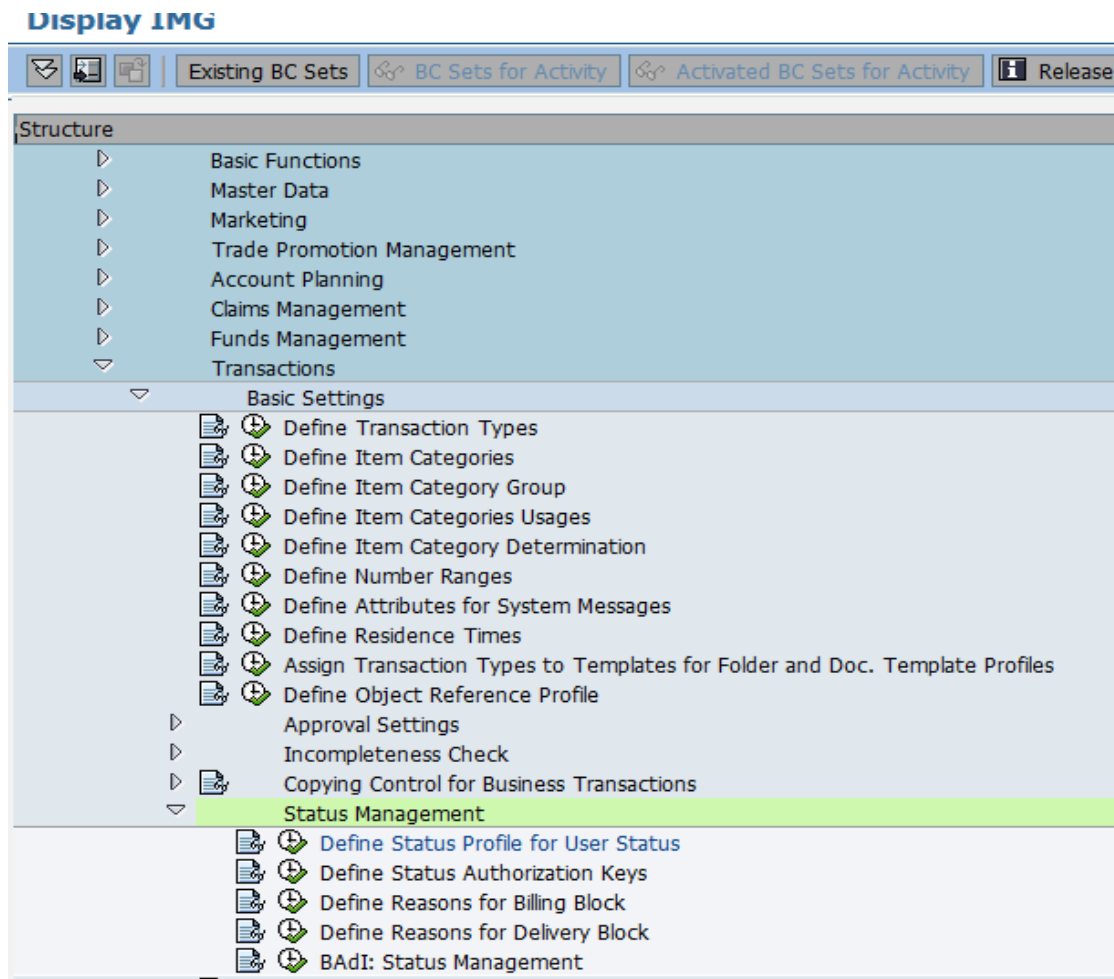 Display IMG
Existing BC Sets BC Sets for Activity Activated BC Sets for Activity Release
Structure
Basic Functions
Master Data
Marketing
Trade Promotion Management
Account Planning
Claims Management
Funds Management
Transactions
Basic Settings
Define Transaction Types
Define Item Categories
Define Item Category Group
Define Item Categories Usages
Define Item Category Determination
Define Number Ranges
Define Attributes for System Messages
Define Residence Times
Assign Transaction Types to Templates for Folder and Doc. Template Profiles
Define Object Reference Profile
Approval Settings
Incompleteness Check
Copying Control for Business Transactions
Status Management
Define Status Profile for User Status
Define Status Authorization Keys
Define Reasons for Billing Block
Define Reasons for Delivery Block
BAdI: Status Management